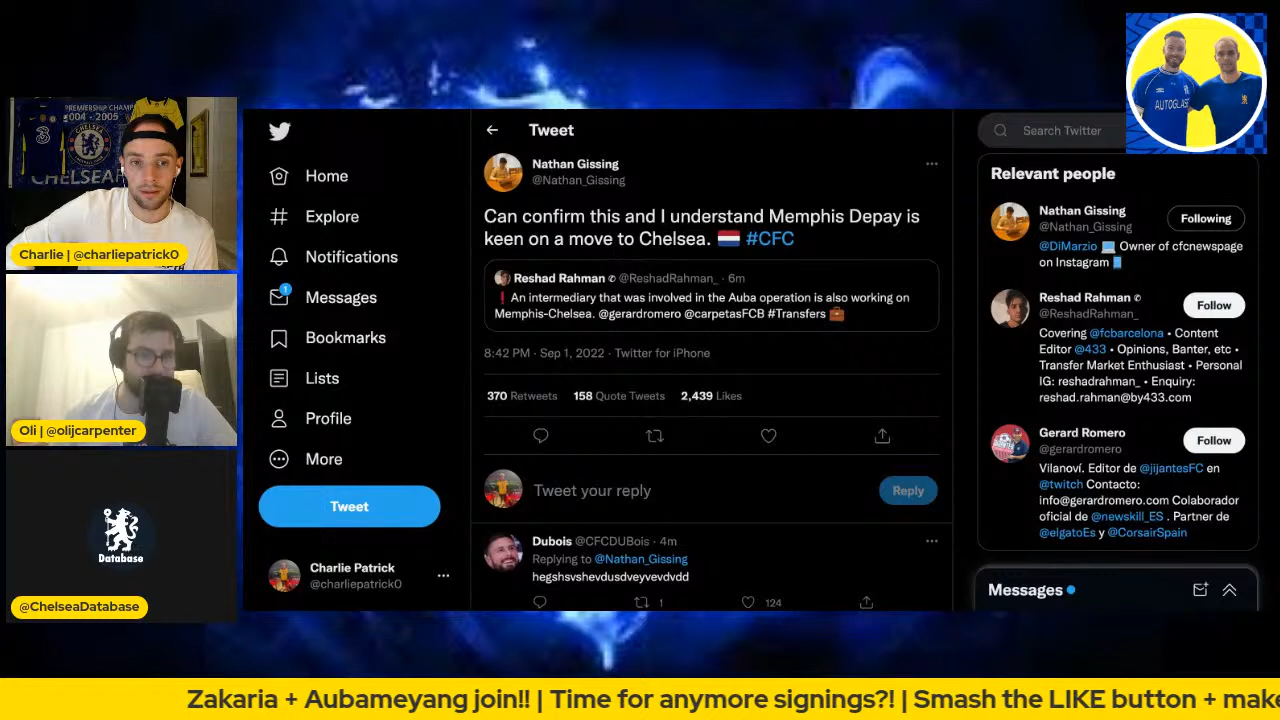 PREMIERSHIP CHAMP
2004 - 2005
CHELSEA
Charlie | @charliepatrick0
Oli | @olijcarpenter
Database
@ChelseaDatabase
Home
Explore
Notifications
1
Messages
Bookmarks
Lists
Profile
More
Tweet
Charlie Patrick
@charliepatrick0
Tweet
Nathan Gissing
@Nathan_Gissing
Can confirm this and I understand Memphis Depay is
keen on a move to Chelsea. 🇳🇱 #CFC
Reshad Rahman ✆ @ReshadRahman_ · 6m
❗ An intermediary that was involved in the Auba operation is also working on
Memphis-Chelsea. @gerardromero @carpetasFCB #Transfers 💼
8:42 PM · Sep 1, 2022 · Twitter for iPhone
370 Retweets 158 Quote Tweets 2,439 Likes
Tweet your reply
Reply
Dubois @CFCDUBois · 4m
Replying to @Nathan_Gissing
hegshsvshevdusdveyvevdvdd
1 124
AUTOGLASS
Search Twitter
Relevant people
Nathan Gissing
@Nathan_Gissing
Following
@DiMarzio 💻 Owner of cfcnewspage
on Instagram 📘
Reshad Rahman ✆
@ReshadRahman_
Follow
Covering @fcbarcelona • Content
Editor @433 • Opinions, Banter, etc •
Transfer Market Enthusiast • Personal
IG: reshadrahman_ • Enquiry:
reshad.rahman@by433.com
Gerard Romero
@gerardromero
Follow
Vilanoví. Editor de @jijantesFC en
@twitch Contacto:
info@gerardromero.com Colaborador
oficial de @newskill_ES . Partner de
@elgatoEs y @CorsairSpain
Messages
Zakaria + Aubameyang join!! | Time for anymore signings?! | Smash the LIKE button + make